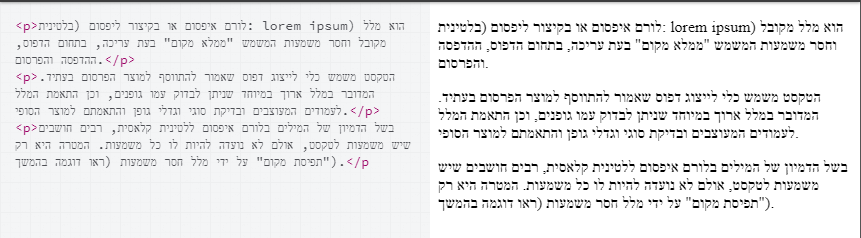 <p>לורם איפסום או בקיצור ליפסום (בלטינית: lorem ipsum) הוא מלל
מקובל וחסר משמעות המשמש "ממלא מקום" בעת עריכה, בתחום הדפוס,
ההדפסה והפרסום.</p>
<p>הטקסט משמש כלי לייצוג דפוס שאמור להתווסף למוצר הפרסום בעתיד.
המדובר במלל ארוך במיוחד שניתן לבדוק עמו גופנים, וכן התאמת המלל
לעמודים המעוצבים ובדיקת סוגי וגדלי גופן והתאמתם למוצר הסופי.</p>
<p>בשל הדמיון של המילים בלורם איפסום ללטינית קלאסית, רבים חושבים
שיש משמעות לטקסט, אולם לא נועדה להיות לו כל משמעות. המטרה היא רק
"תפיסת מקום" על ידי מלל חסר משמעות (ראו דוגמה בהמשך).</p
לורם איפסום או בקיצור ליפסום (בלטינית: lorem ipsum) הוא מלל מקובל
וחסר משמעות המשמש "ממלא מקום" בעת עריכה, בתחום הדפוס, ההדפסה
והפרסום.
הטקסט משמש כלי לייצוג דפוס שאמור להתווסף למוצר הפרסום בעתיד.
המדובר במלל ארוך במיוחד שניתן לבדוק עמו גופנים, וכן התאמת המלל
לעמודים המעוצבים ובדיקת סוגי וגדלי גופן והתאמתם למוצר הסופי.
בשל הדמיון של המילים בלורם איפסום ללטינית קלאסית, רבים חושבים שיש
משמעות לטקסט, אולם לא נועדה להיות לו כל משמעות. המטרה היא רק
"תפיסת מקום" על ידי מלל חסר משמעות (ראו דוגמה בהמשך).